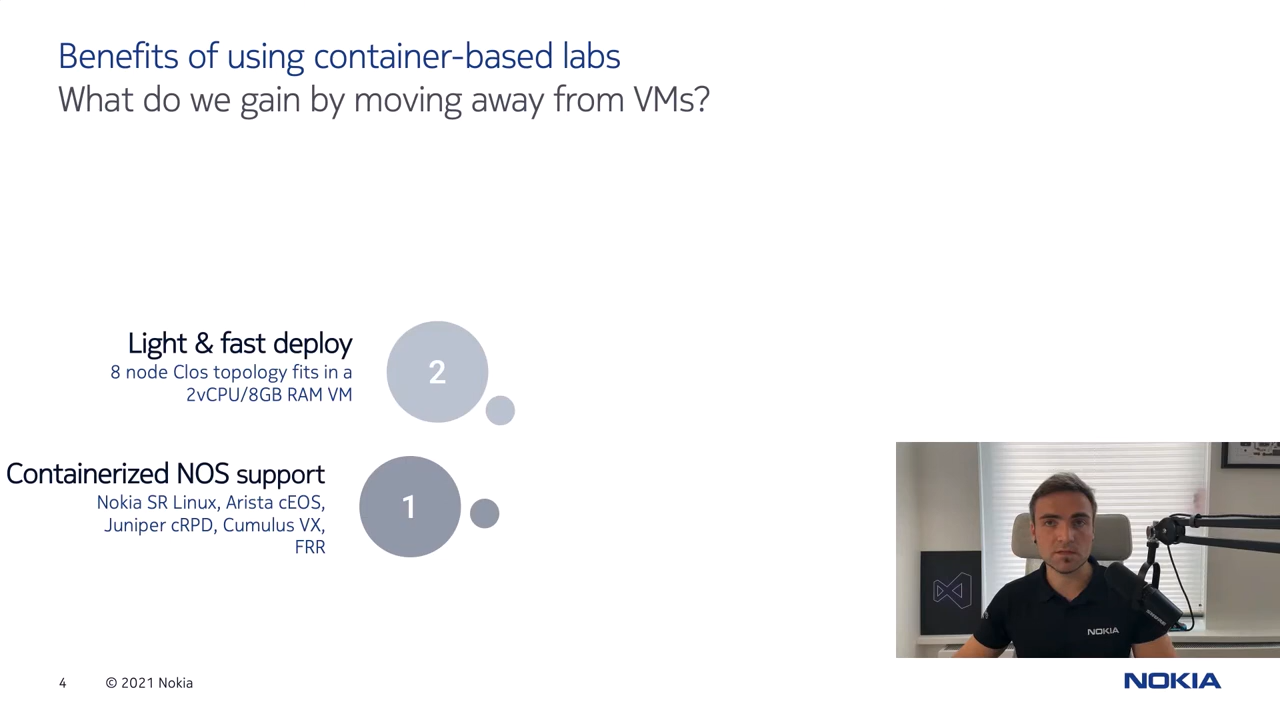 Benefits of using container-based labs
What do we gain by moving away from VMs?
Light & fast deploy
8 node Clos topology fits in a
2vCPU/8GB RAM VM
2
Containerized NOS support
Nokia SR Linux, Arista cEOS,
Juniper cRPD, Cumulus VX,
FRR
1
NOKIA
4
© 2021 Nokia
NOKIA